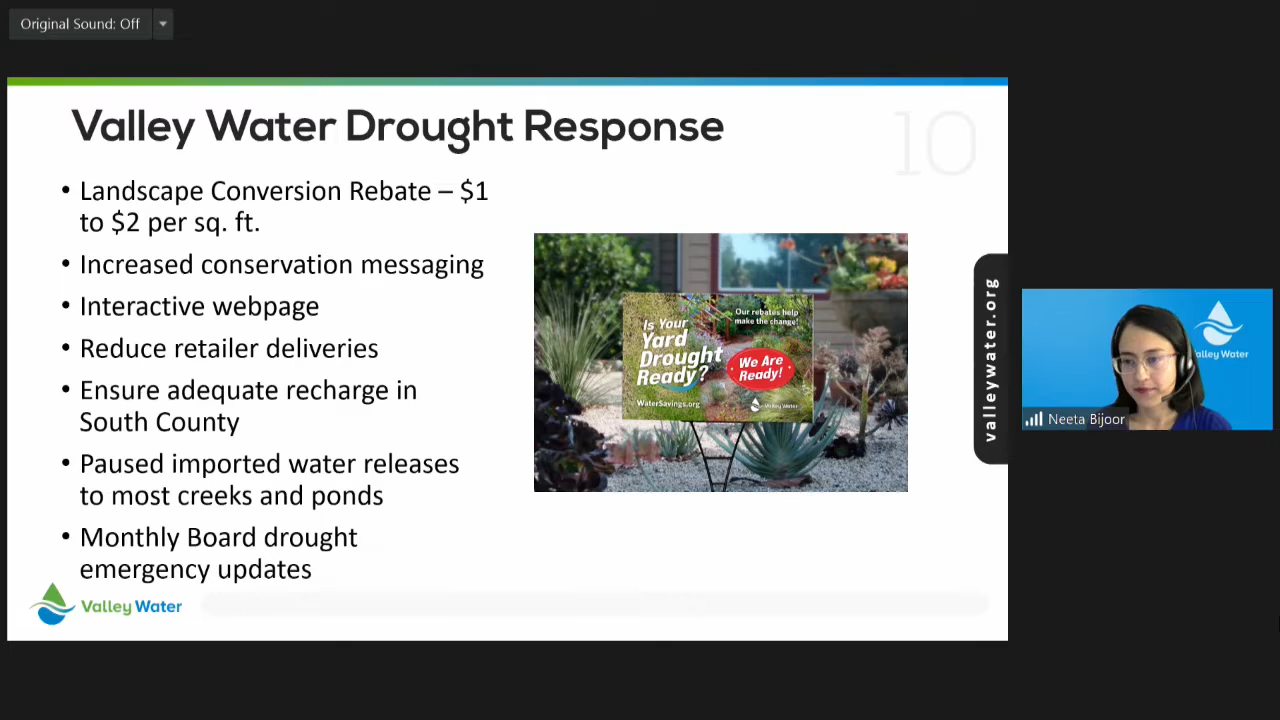 Original Sound: Off
Valley Water Drought Response
10
• Landscape Conversion Rebate – $1
to $2 per sq. ft.
• Increased conservation messaging
• Interactive webpage
• Reduce retailer deliveries
• Ensure adequate recharge in
South County
• Paused imported water releases
to most creeks and ponds
• Monthly Board drought
emergency updates
Is Your
Yard
Drought
Ready?
WaterSavings.org
Our rebates help
make the change!
We Are
Ready!
Valley Water
valleywater.org
Valley Water
Neeta Bijoor
Valley Water